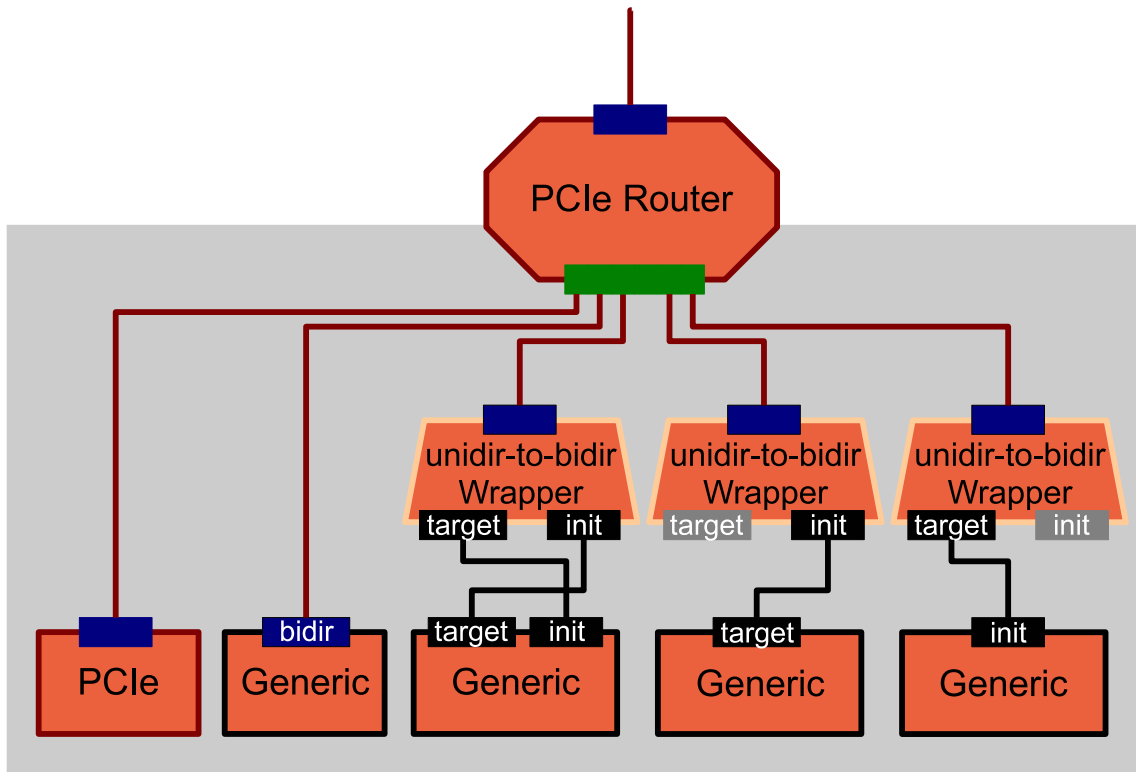 PCIe Router
unidir-to-bidir
Wrapper
target
init
unidir-to-bidir
Wrapper
target
init
unidir-to-bidir
Wrapper
target
init
PCIe
bidir
Generic
target
init
Generic
target
Generic
init
Generic